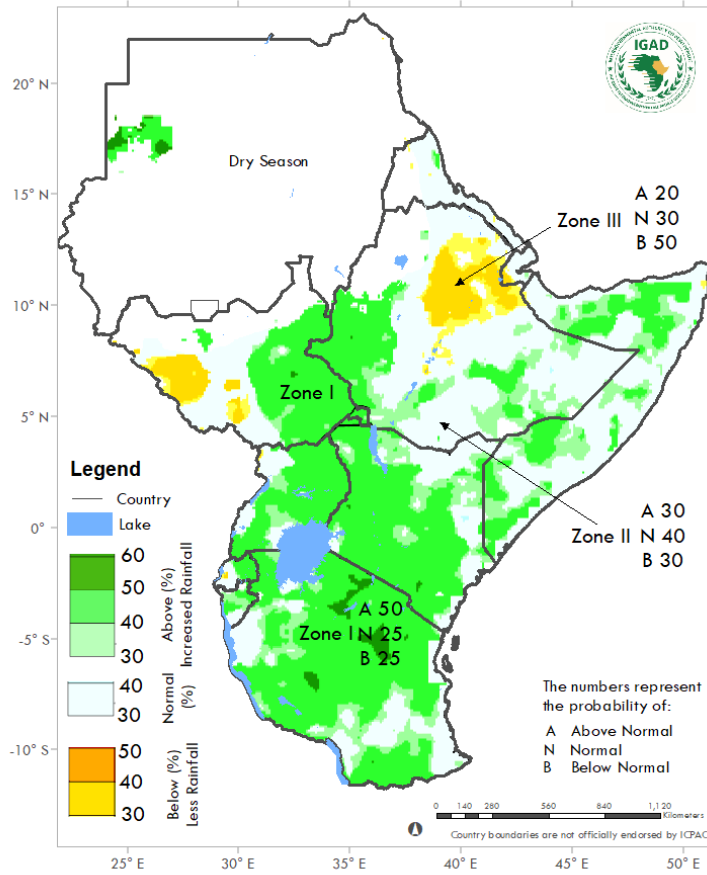 IGAD
20° N
15° N
10° N
5° N
0°
-5° S
-10° S
Dry Season
Zone III
A 20
N 30
B 50
Zone I
Zone II
A 30
N 40
B 30
Zone I
A 50
N 25
B 25
Legend
Country
Lake
60
50
40
30
Above (%)
Increased Rainfall
40
30
Normal (%)
50
40
30
Below (%)
Less Rainfall
The numbers represent
the probability of:
A Above Normal
N Normal
B Below Normal
0 140 280 560 840 1,120
Kilometers
Country boundaries are not officially endorsed by ICPAC
25° E 30° E 35° E 40° E 45° E 50° E